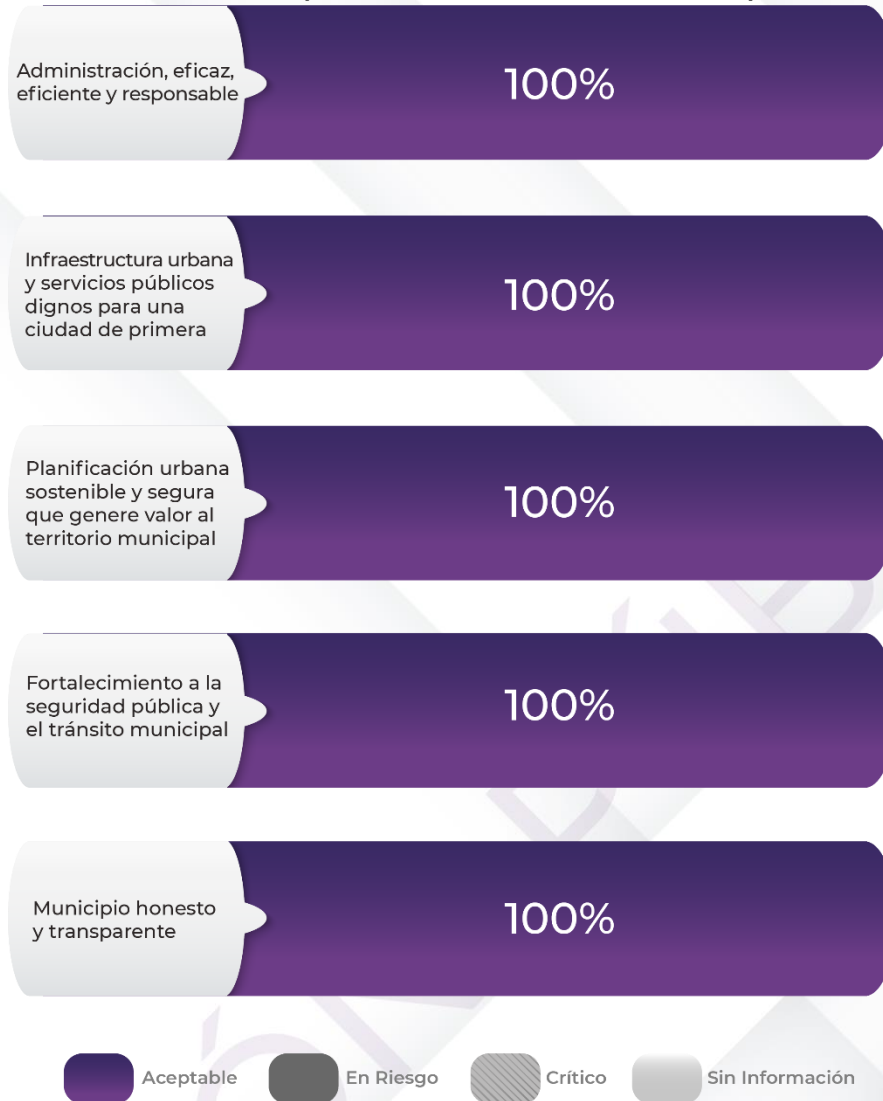 Administración, eficaz,
eficiente y responsable
100%
Infraestructura urbana
y servicios públicos
dignos para una
ciudad de primera
100%
Planificación urbana
sostenible y segura
que genere valor al
territorio municipal
100%
Fortalecimiento a la
seguridad pública y
el tránsito municipal
100%
Municipio honesto
y transparente
100%
Aceptable
En Riesgo
Crítico
Sin Información